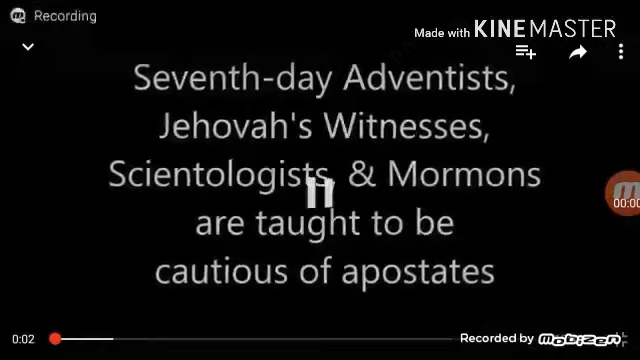 Recording
Made with KINEMASTER
Seventh-day Adventists,
Jehovah's Witnesses,
Scientologists, & Mormons
are taught to be
cautious of apostates
00:00
0:02
Recorded by MOBIZEN